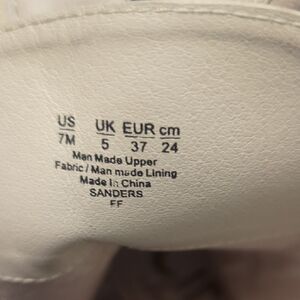 US UK EUR cm
7M 5 37 24
Man Made Upper
Fabric / Man made Lining
Made In China
SANDERS
FF